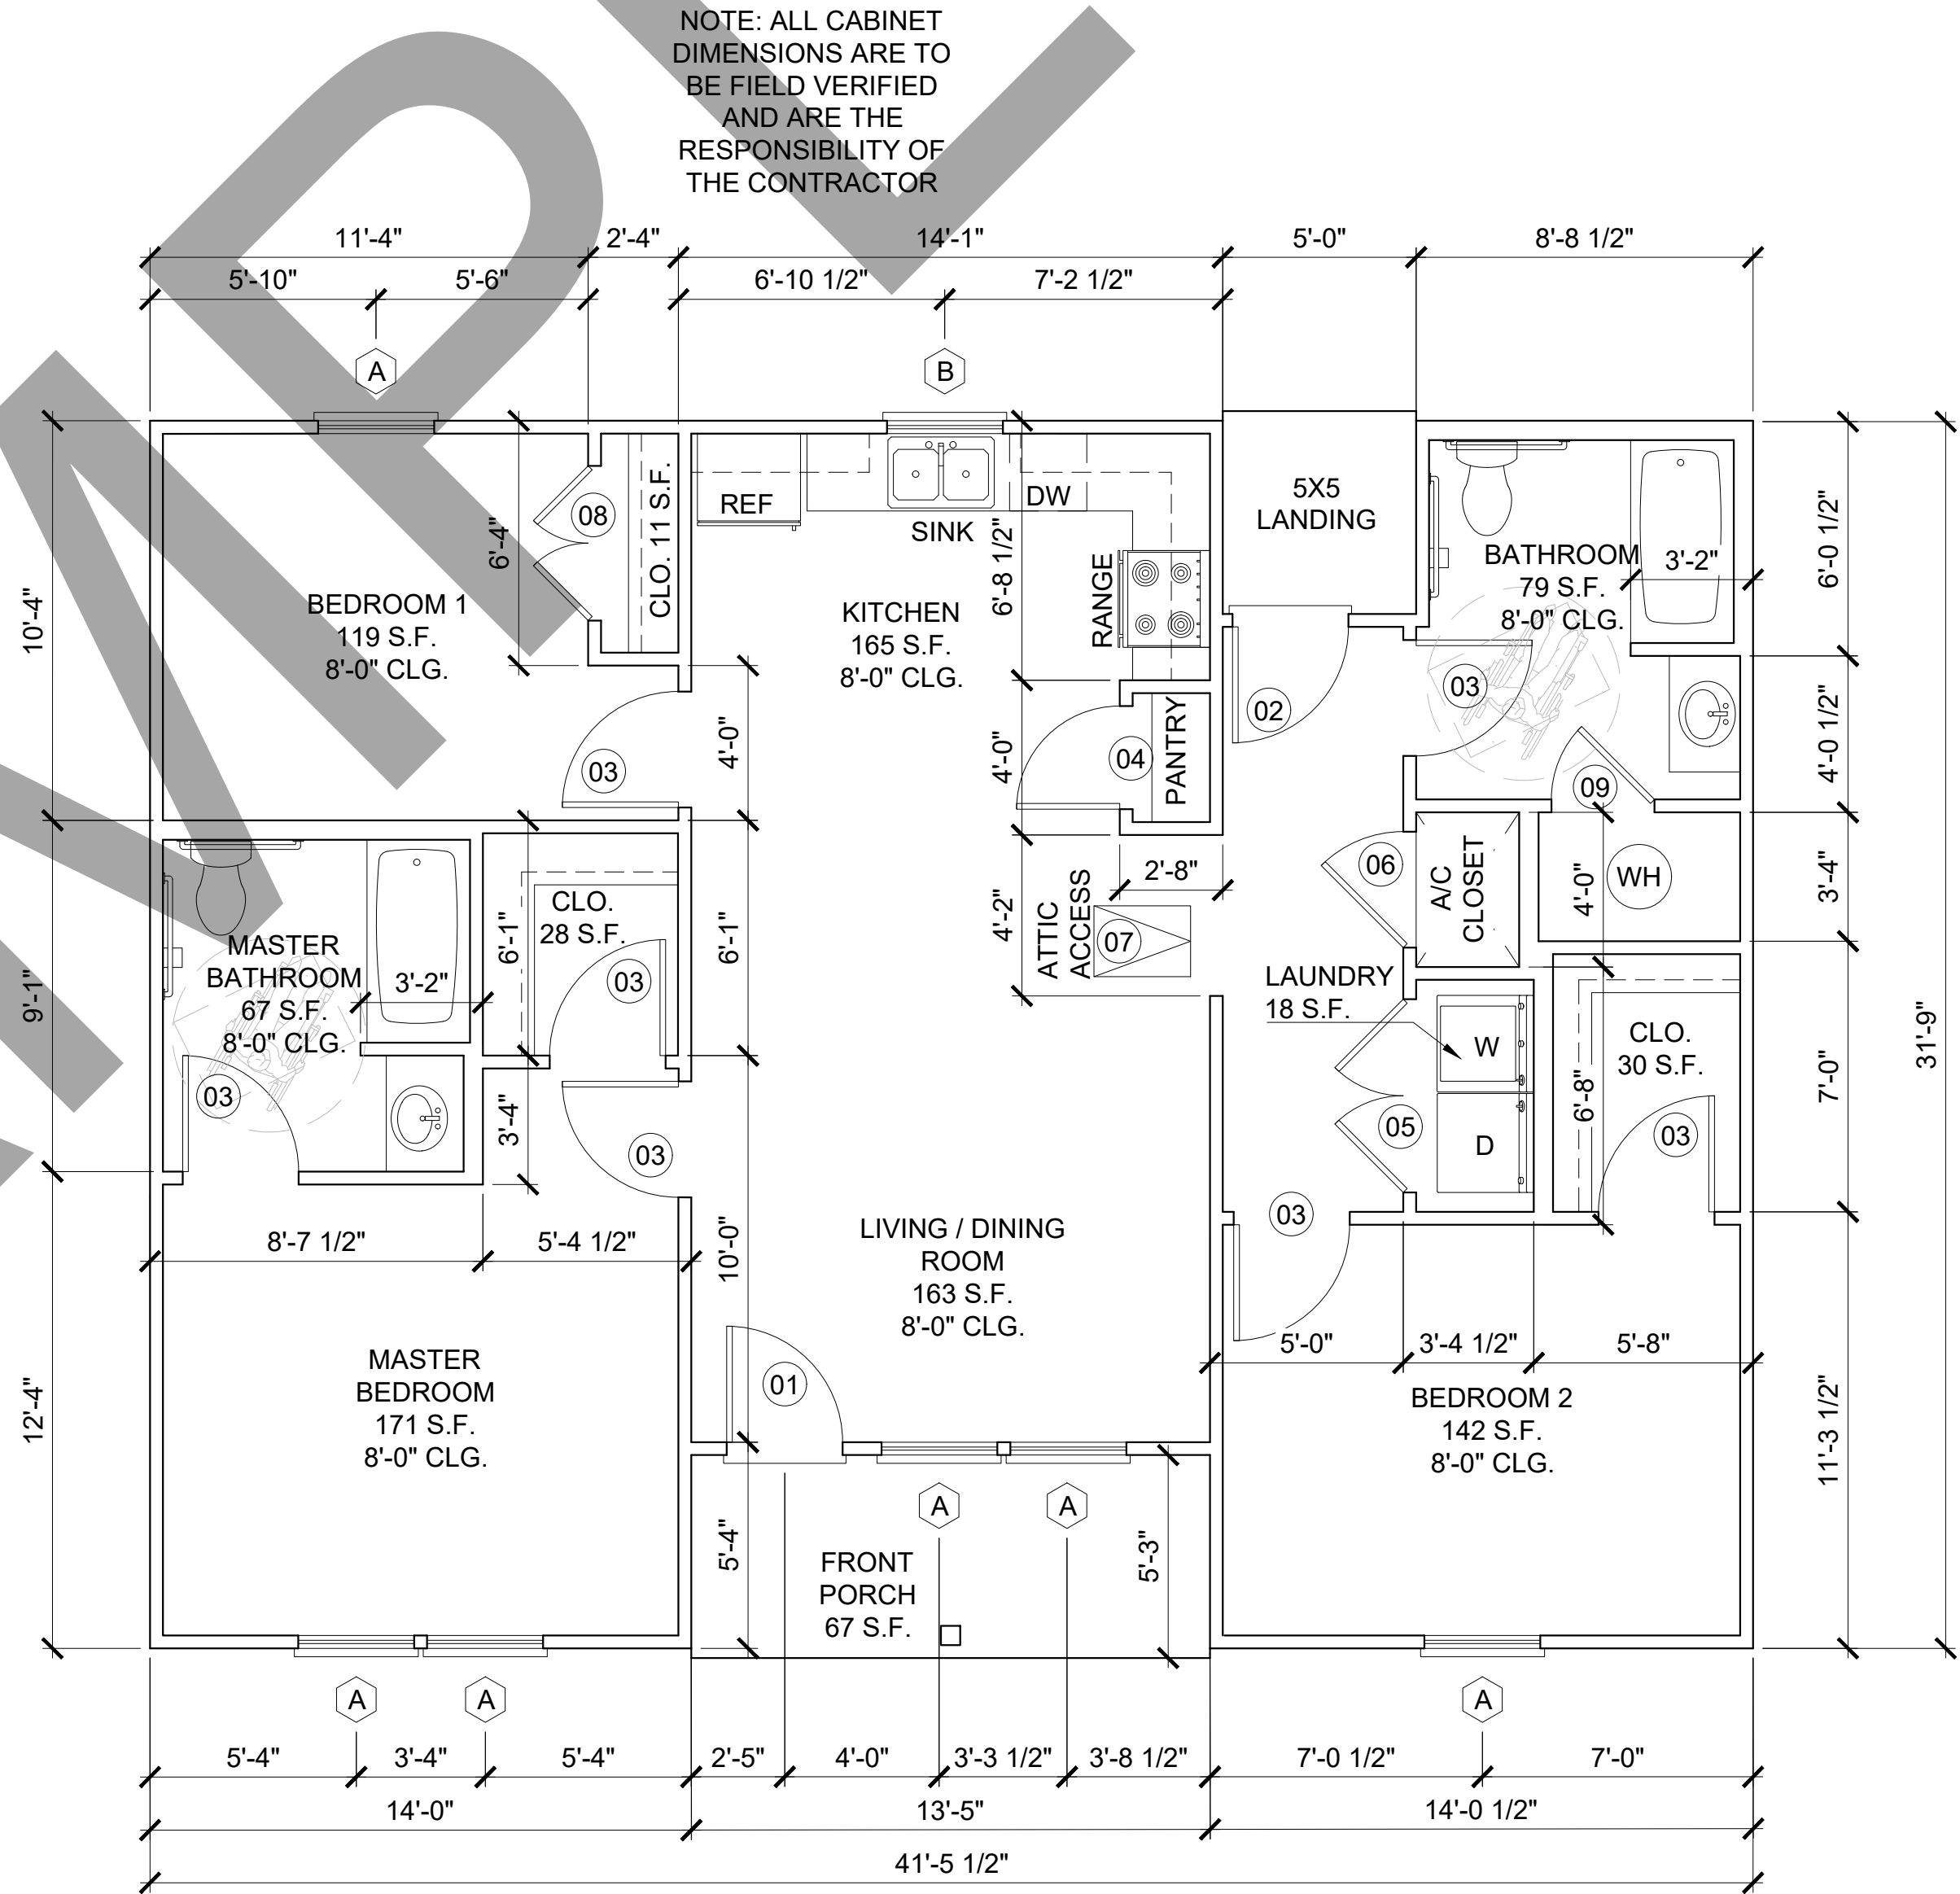 NOTE: ALL CABINET
DIMENSIONS ARE TO
BE FIELD VERIFIED
AND ARE THE
RESPONSIBILITY OF
THE CONTRACTOR
11'-4" 2'-4" 14'-1" 5'-0" 8'-8 1/2"
5'-10" 5'-6" 6'-10 1/2" 7'-2 1/2"
A B
10'-4"
9'-1"
12'-4"
BEDROOM 1
119 S.F.
8'-0" CLG.
6'-4"
08
CLO. 11 S.F.
03
4'-0"
REF
SINK
DW
RANGE
6'-8 1/2"
KITCHEN
165 S.F.
8'-0" CLG.
4'-0"
04
PANTRY
5X5
LANDING
02
BATHROOM
79 S.F.
8'-0" CLG.
3'-2"
03
09
6'-0 1/2"
4'-0 1/2"
3'-4"
7'-0"
11'-3 1/2"
31'-9"
MASTER
BATHROOM
67 S.F.
8'-0" CLG.
3'-2"
03
CLO.
28 S.F.
6'-1"
03
6'-1"
3'-4"
03
4'-2"
2'-8"
ATTIC
ACCESS
07
06
A/C
CLOSET
4'-0"
WH
LAUNDRY
18 S.F.
W
D
05
CLO.
30 S.F.
6'-8"
03
03
8'-7 1/2" 5'-4 1/2"
10'-0"
LIVING / DINING
ROOM
163 S.F.
8'-0" CLG.
5'-0" 3'-4 1/2" 5'-8"
MASTER
BEDROOM
171 S.F.
8'-0" CLG.
01
BEDROOM 2
142 S.F.
8'-0" CLG.
A A
5'-4"
FRONT
PORCH
67 S.F.
5'-3"
A A A
5'-4" 3'-4" 5'-4" 2'-5" 4'-0" 3'-3 1/2" 3'-8 1/2" 7'-0 1/2" 7'-0"
14'-0" 13'-5" 14'-0 1/2"
41'-5 1/2"